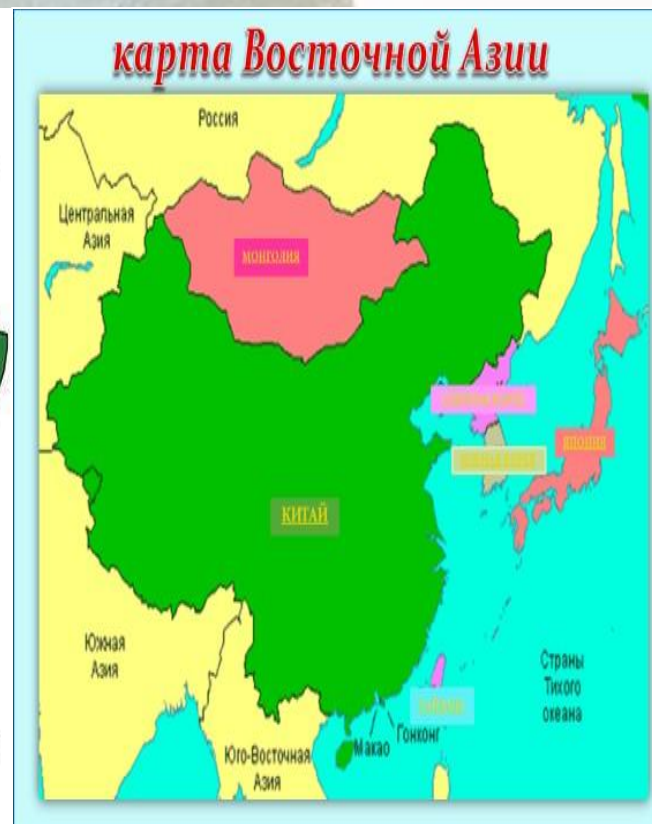 карта Восточной Азии
Россия
Центральная
Азия
МОНГОЛИЯ
ЯПОНИЯ
КИТАЙ
Южная
Азия
Страны
Тихого
океана
Макао
Гонконг
Юго-Восточная
Азия